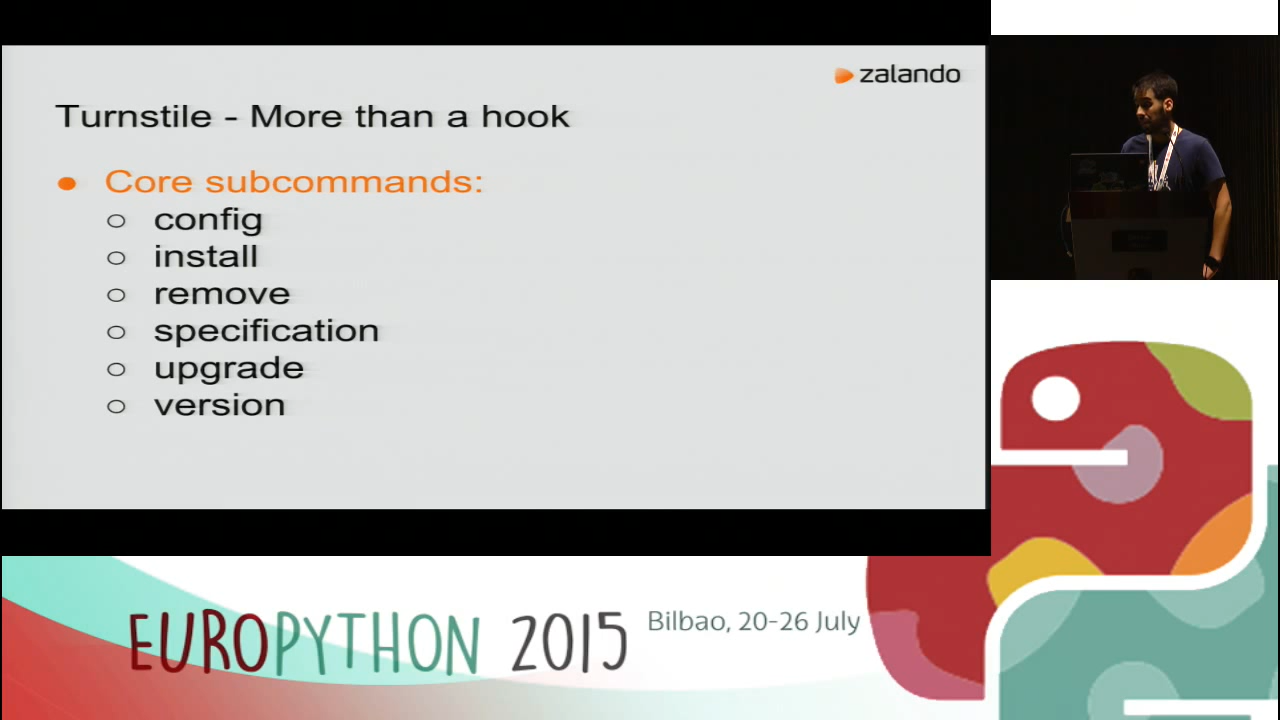 zalando
Turnstile - More than a hook
Core subcommands:
config
install
remove
specification
upgrade
version
EUROPYTHON 2015
Bilbao, 20-26 July